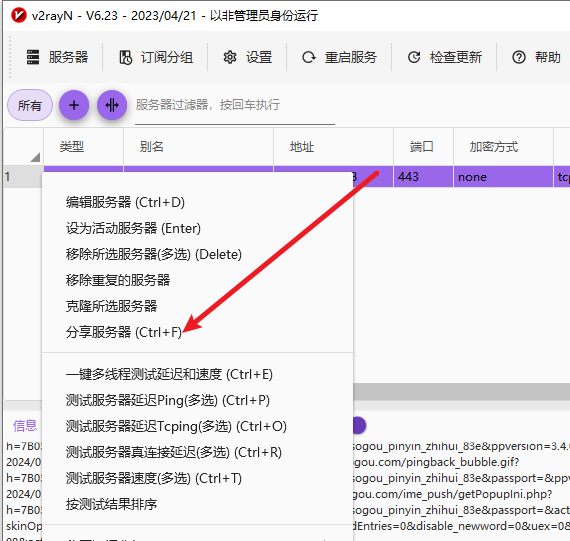 v2rayN - V6.23 - 2023/04/21 - 以非管理员身份运行
服务器 订阅分组 设置 重启服务 检查更新 帮助
所有 服务器过滤器，按回车执行
类型 别名 地址 端口 加密方式
1 443 none tcp
编辑服务器 (Ctrl+D)
设为活动服务器 (Enter)
移除所选服务器(多选) (Delete)
移除重复的服务器
克隆所选服务器
分享服务器 (Ctrl+F)
一键多线程测试延迟和速度 (Ctrl+E)
测试服务器延迟Ping(多选) (Ctrl+P)
测试服务器延迟Tcping(多选) (Ctrl+O)
测试服务器真连接延迟(多选) (Ctrl+R)
测试服务器速度(多选) (Ctrl+T)
按测试结果排序
信息
h=7B0 sogou_pinyin_zhihui_83e&ppversion=3.4.0
2024/0 gou.com/pingback_bubble.gif?
h=7B0 sogou_pinyin_zhihui_83e&passport=&ppv
2024/0 gou.com/ime_push/getPopupIni.php?
h=7B0 sogou_pinyin_zhihui_83e&passport=&act
skinOp dEntries=0&disable_newword=0&uex=0&